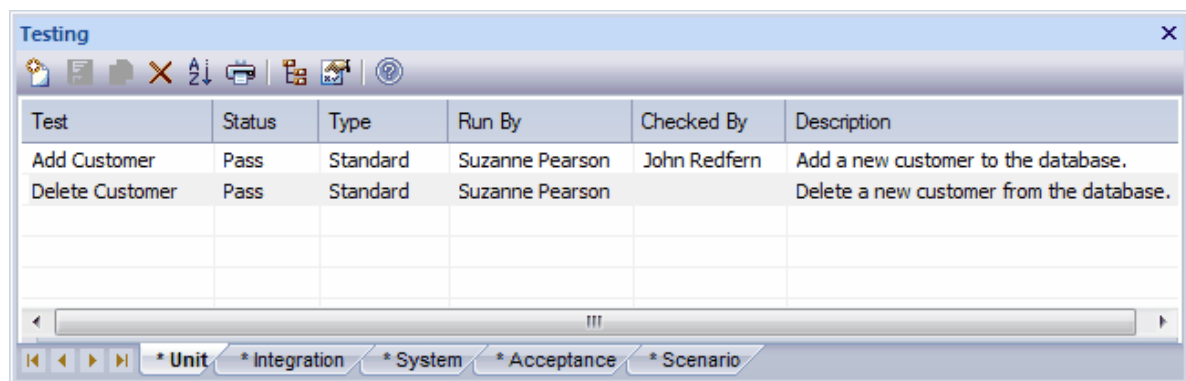 Testing
Test Status Type Run By Checked By Description
Add Customer Pass Standard Suzanne Pearson John Redfern Add a new customer to the database.
Delete Customer Pass Standard Suzanne Pearson Delete a new customer from the database.
* Unit * Integration * System * Acceptance * Scenario